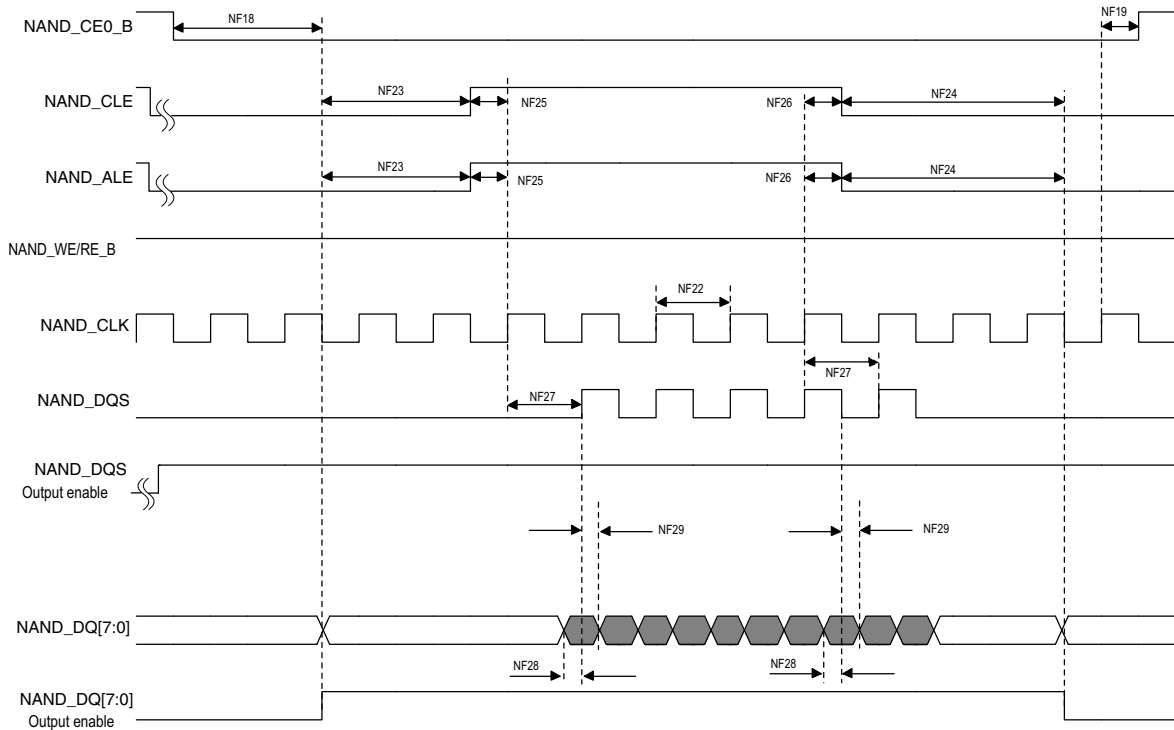 NF18
NF19
NAND_CE0_B
NF23
NF25
NF26
NF24
NAND_CLE
NF23
NF25
NF26
NF24
NAND_ALE
NAND_WE/RE_B
NF22
NAND_CLK
NF27
NF27
NAND_DQS
NAND_DQS
Output enable
NF29
NF29
NAND_DQ[7:0]
NF28
NF28
NAND_DQ[7:0]
Output enable